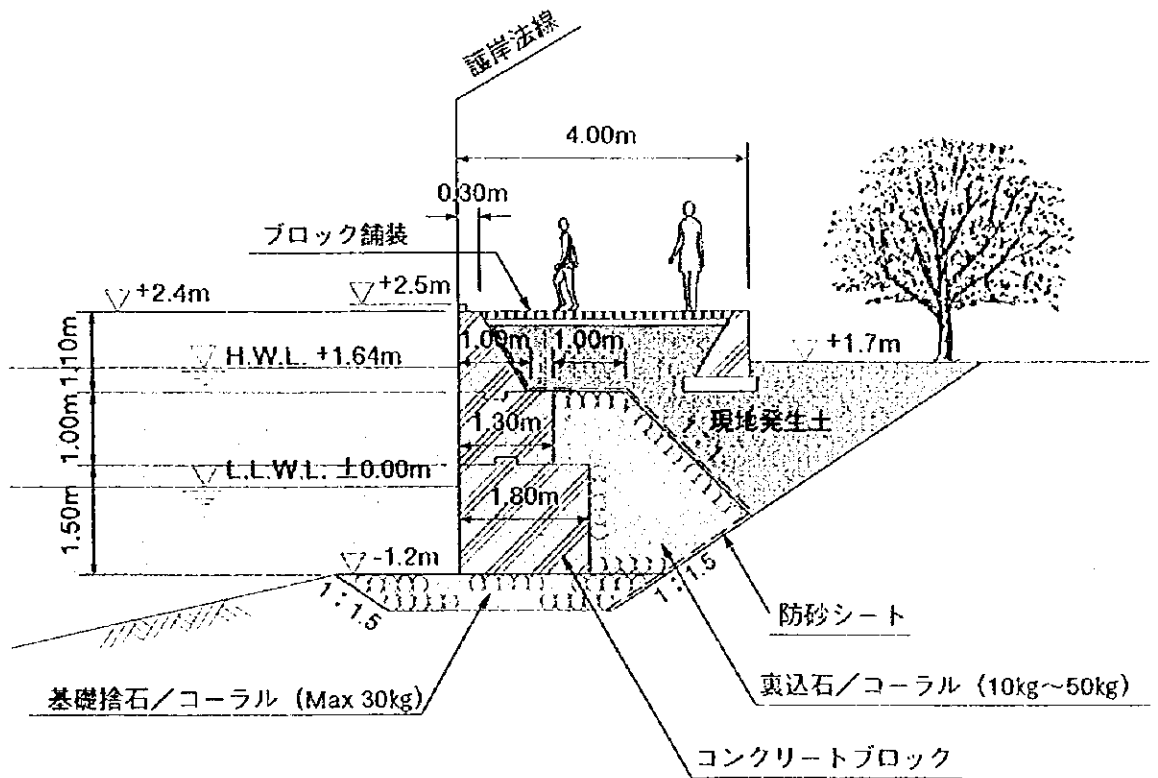 護岸法線
4.00m
0.30m
ブロック舗装
+2.4m
+2.5m
1.00m
1.00m
H.W.L. +1.64m
+1.7m
1.10m
1.30m
現地発生土
1.00m
L.L.W.L. ±0.00m
1.80m
1.50m
-1.2m
1：1.5
1：1.5
防砂シート
基礎捨石／コーラル (Max 30kg)
裏込石／コーラル (10kg〜50kg)
コンクリートブロック